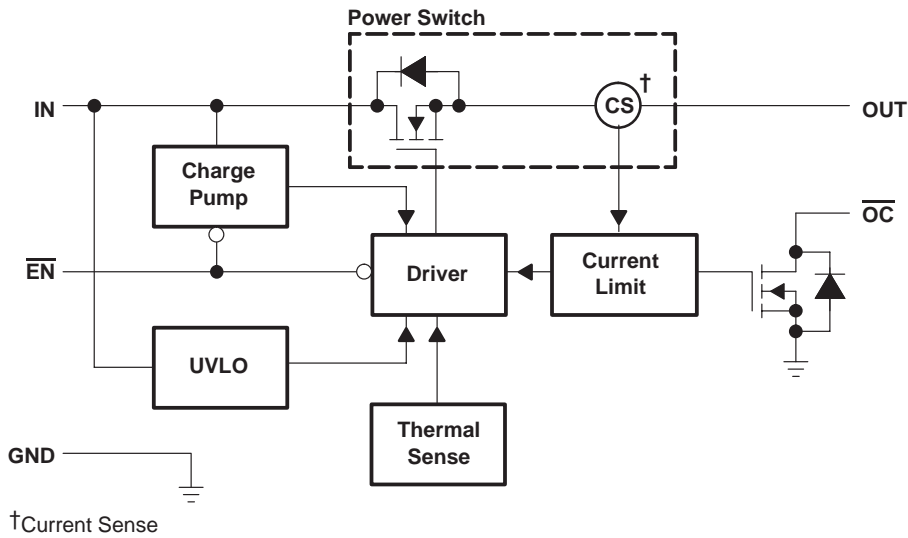 Power Switch
†
IN
CS
OUT
Charge
Pump
OC
EN
Driver
Current
Limit
UVLO
Thermal
Sense
GND
†Current Sense